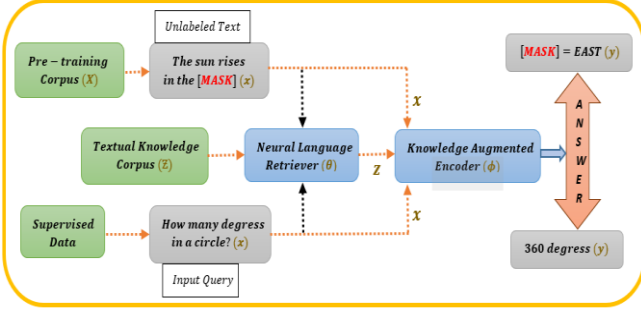 Unlabeled Text
Pre - training
Corpus (X)
The sun rises
in the [MASK] (x)
[MASK] = EAST (y)
x
Textual Knowledge
Corpus (Z)
Neural Language
Retriever (θ)
z
Knowledge Augmented
Encoder (ϕ)
ANSWER
x
Supervised
Data
How many degress
in a circle? (x)
360 degress (y)
Input Query